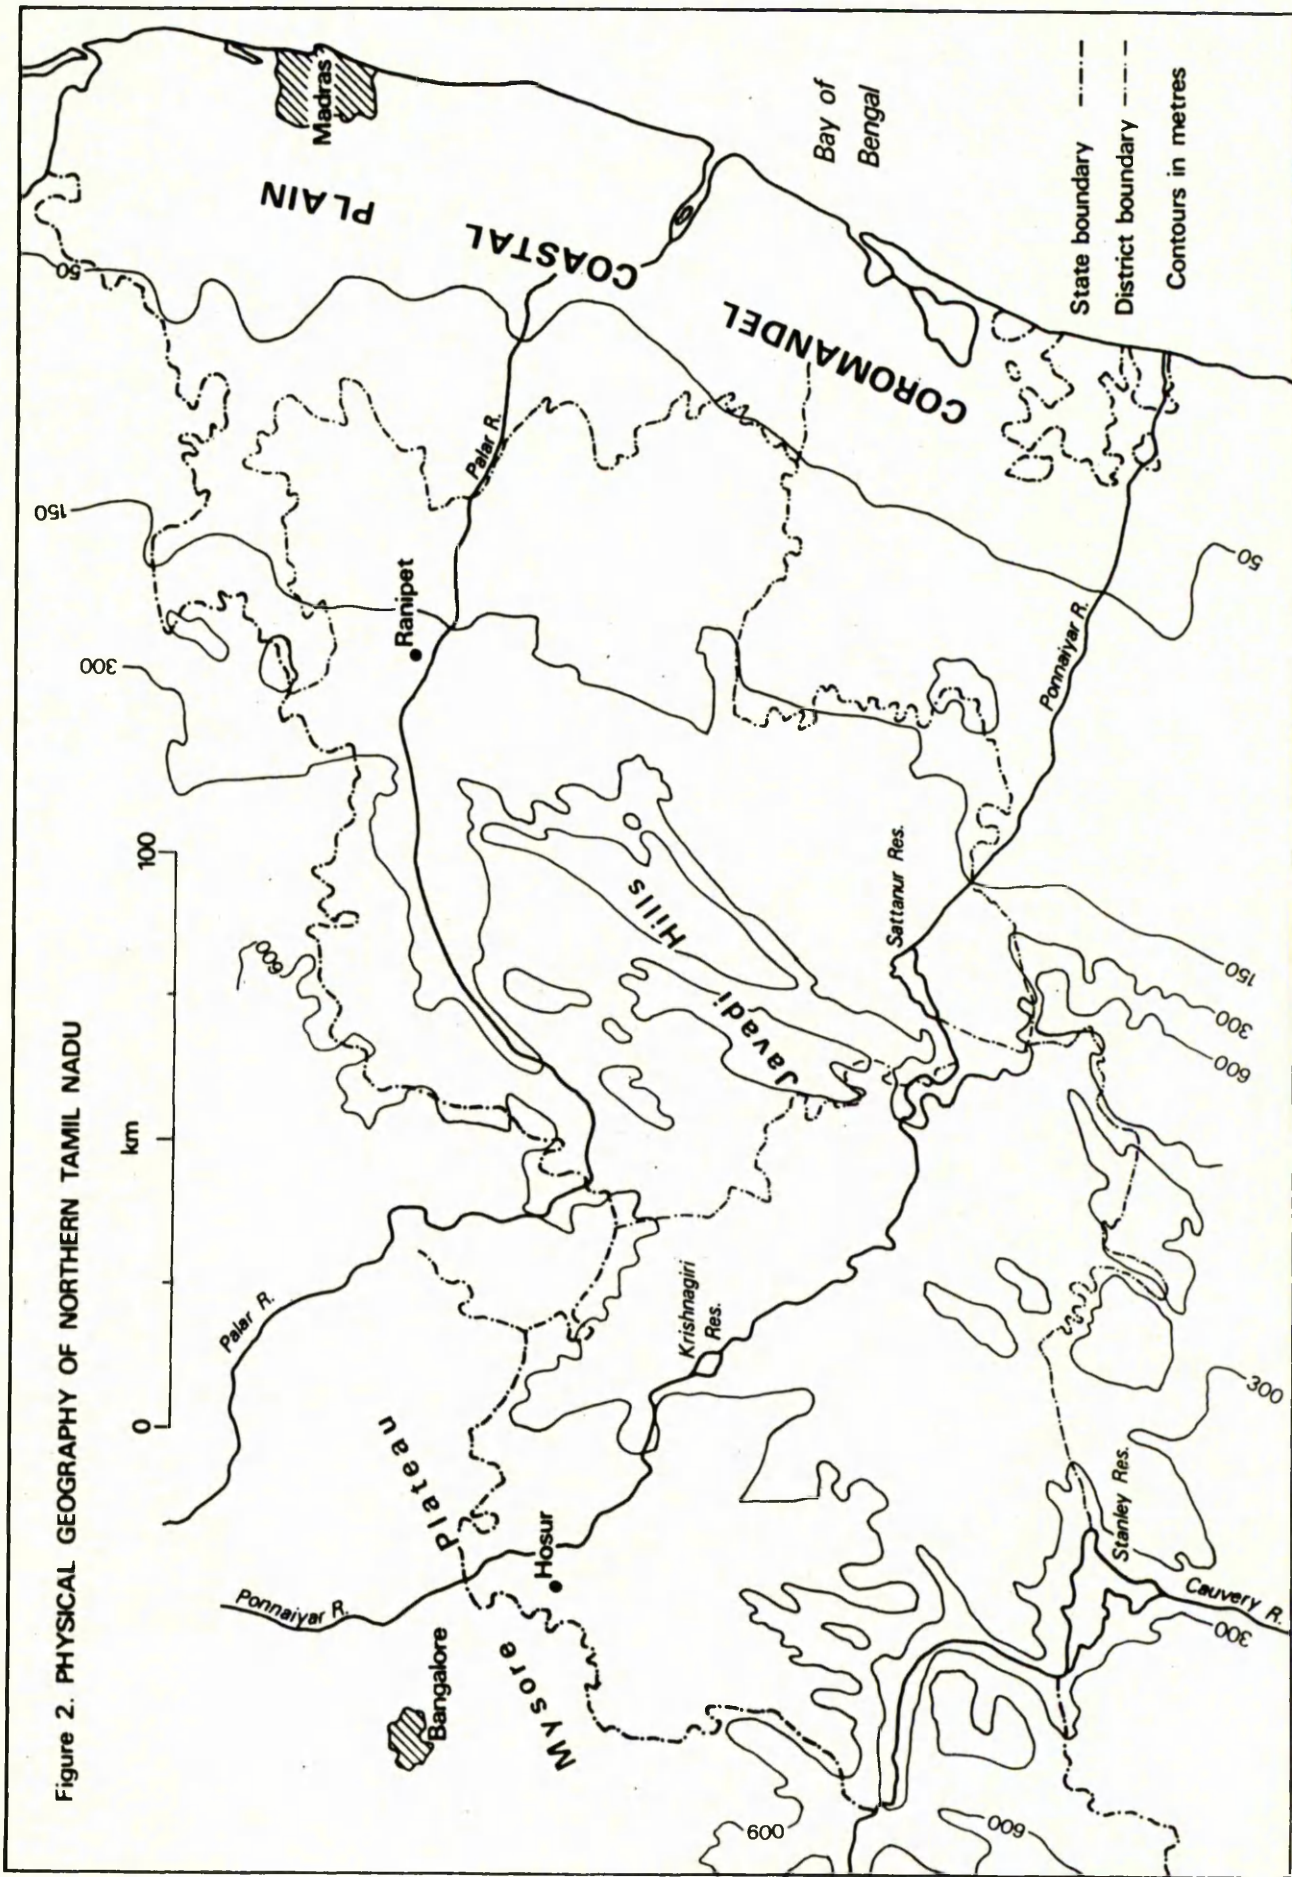 Figure 2. PHYSICAL GEOGRAPHY OF NORTHERN TAMIL NADU
0
km
100
Palar R.
Ponnaiyar R.
Bangalore
Mysore
Plateau
Hosur
Krishnagiri
Res.
Javadi
Hills
Sattanur Res.
Ranipet
Palar R.
Ponnaiyar R.
Stanley Res.
Cauvery R.
Madras
COROMANDEL
COASTAL
PLAIN
Bay of
Bengal
600
300
150
50
600
600
300
300
600
300
150
50
State boundary
District boundary
Contours in metres